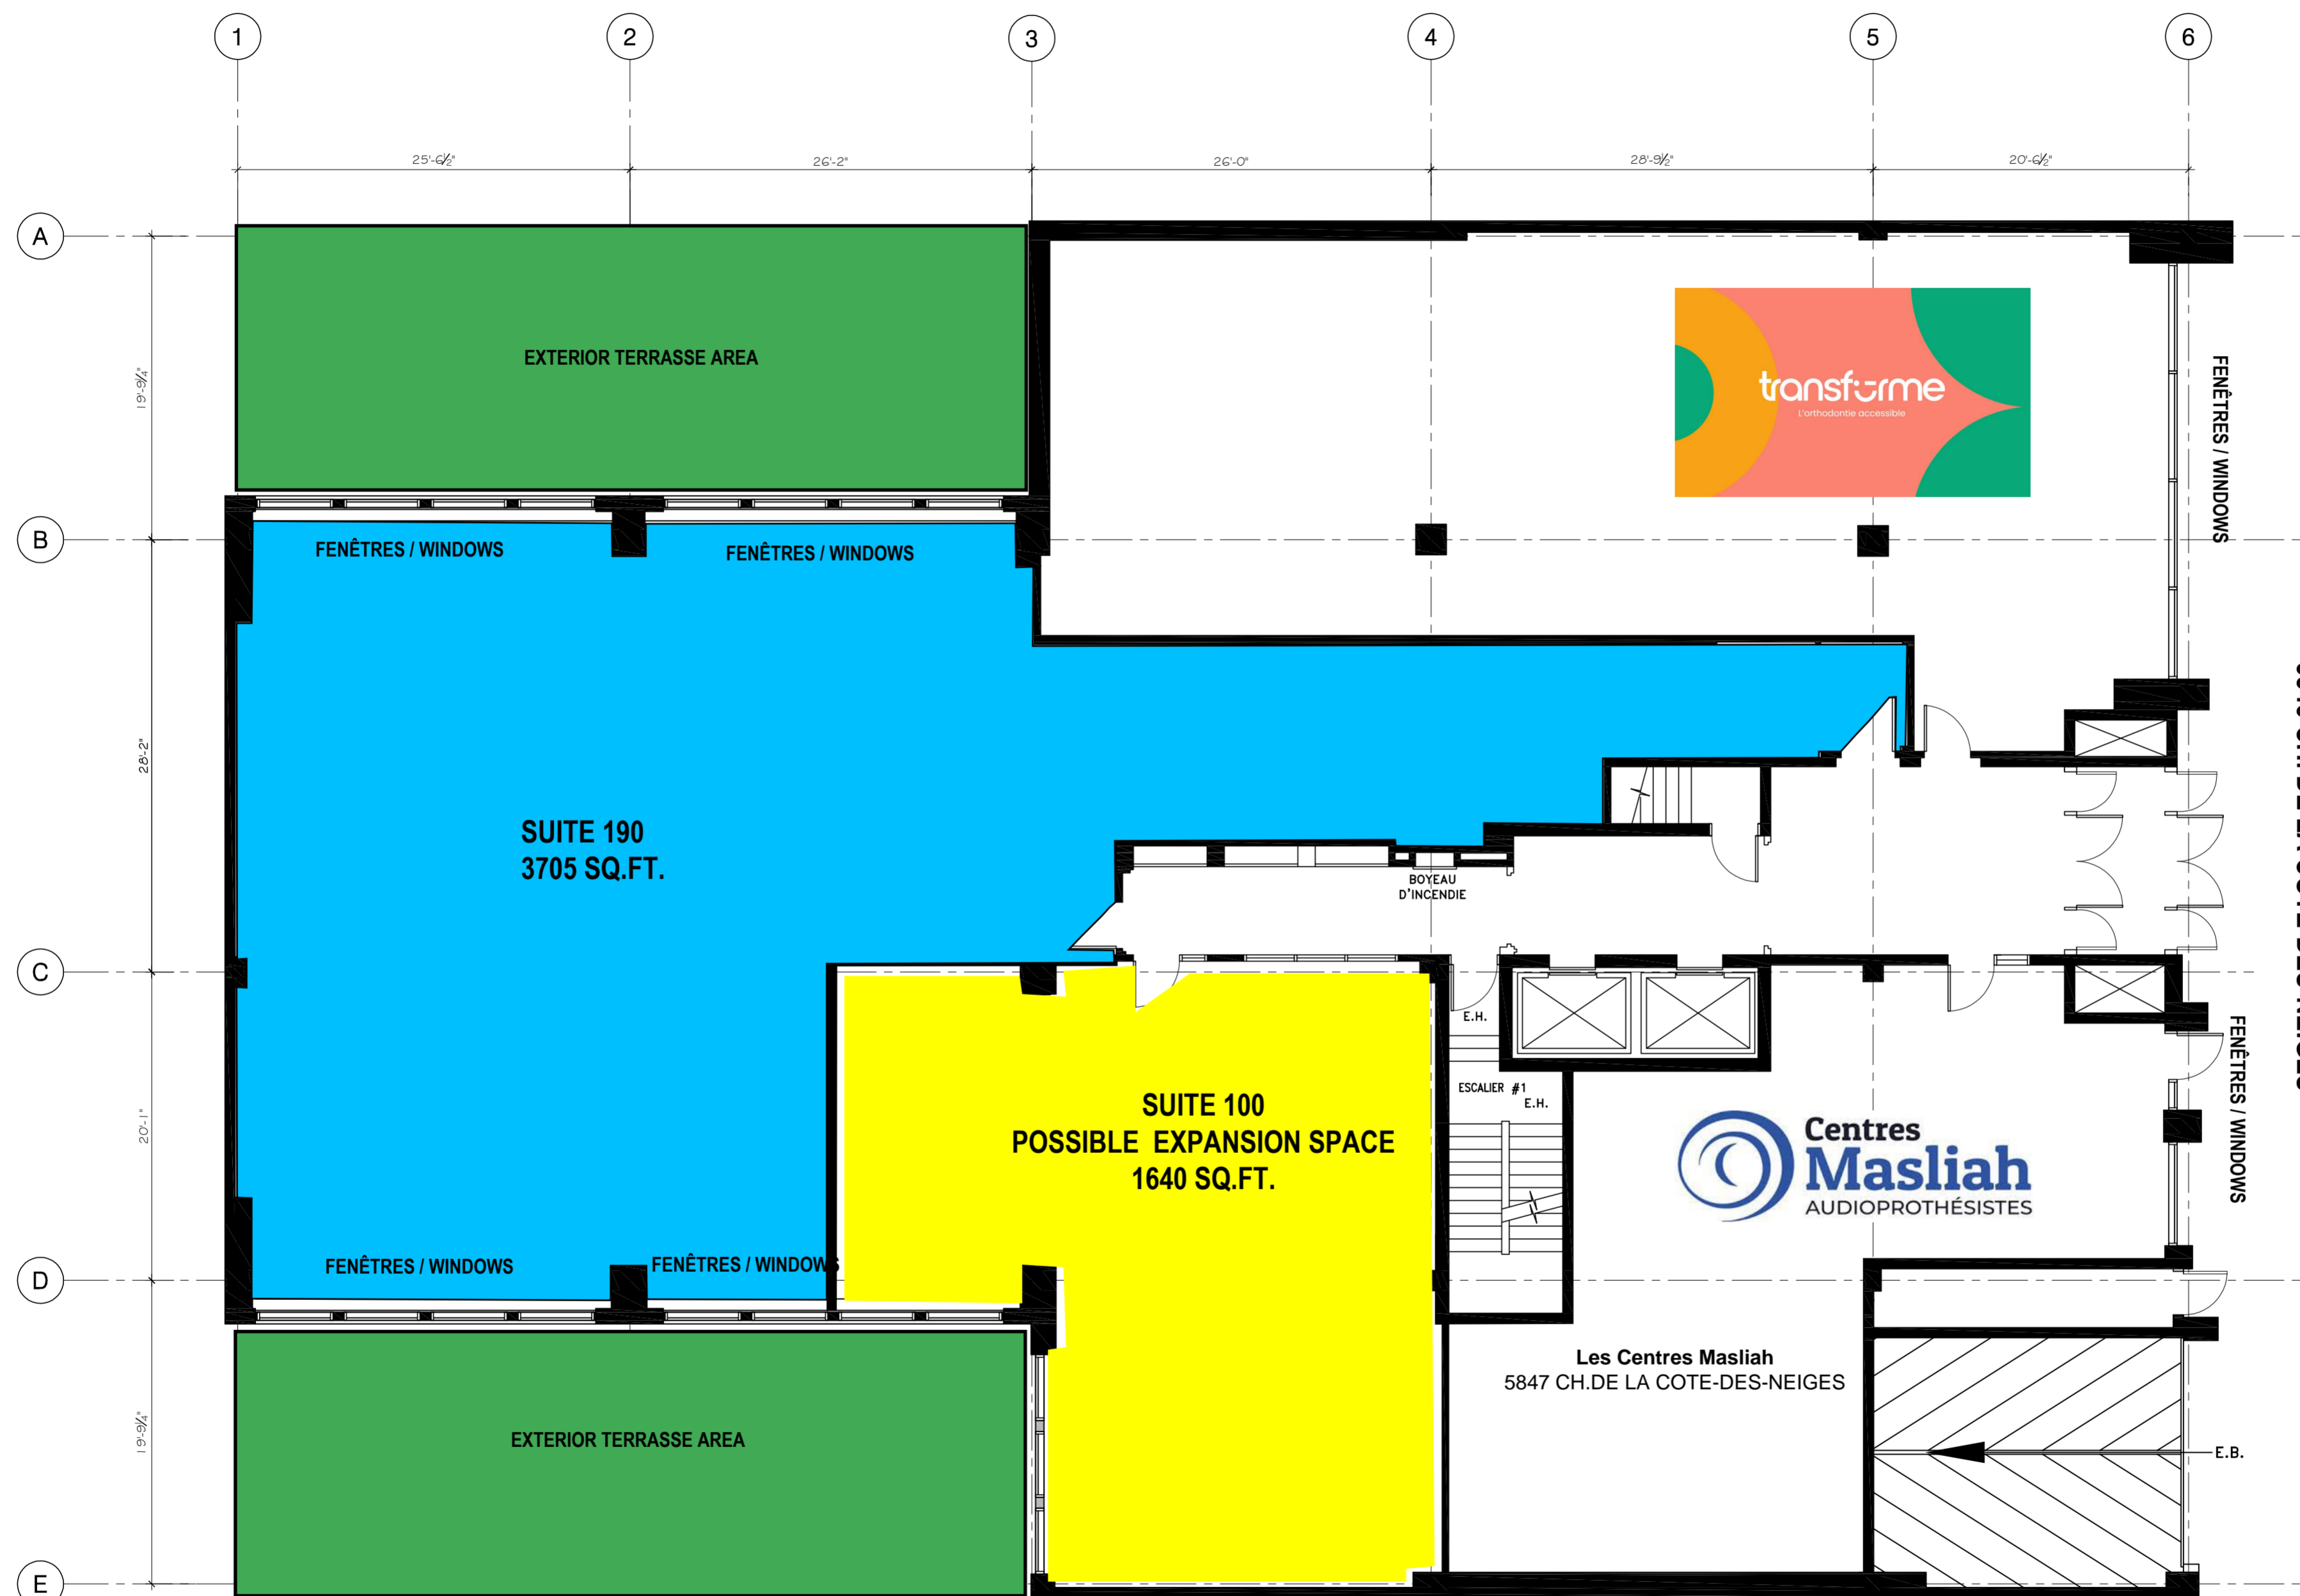 1
2
3
4
5
6
25'-6½"
26'-2"
26'-0"
28'-9½"
20'-6½"
A
19'-9¼"
EXTERIOR TERRASSE AREA
transforme
L'orthodontie accessible
FENÊTRES / WINDOWS
B
FENÊTRES / WINDOWS
FENÊTRES / WINDOWS
28'-2"
SUITE 190
3705 SQ.FT.
BOYEAU
D'INCENDIE
C
E.H.
FENÊTRES / WINDOWS
20'-1"
ESCALIER #1
E.H.
SUITE 100
POSSIBLE EXPANSION SPACE
1640 SQ.FT.
Centres
Masliah
AUDIOPROTHÉSISTES
D
FENÊTRES / WINDOWS
FENÊTRES / WINDOWS
Les Centres Masliah
5847 CH.DE LA COTE-DES-NEIGES
19'-9¼"
EXTERIOR TERRASSE AREA
E.B.
E